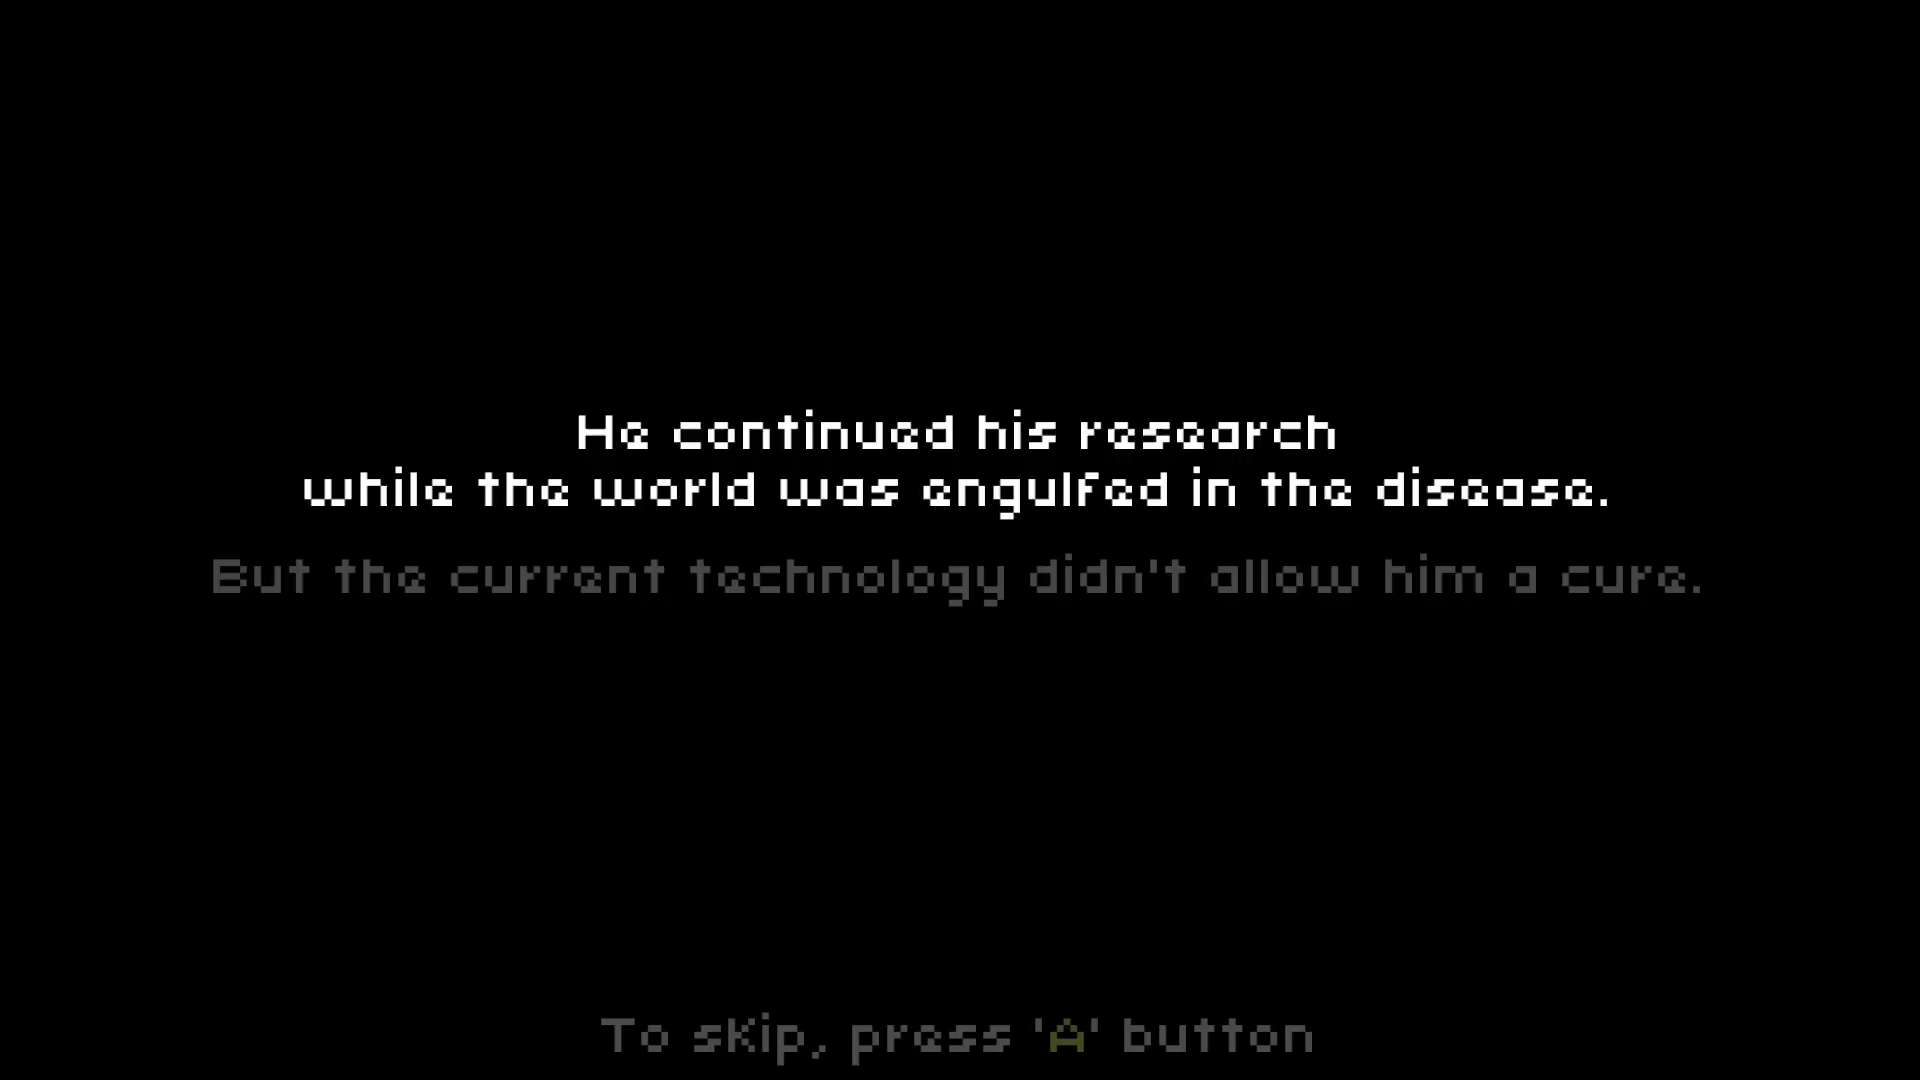 He continued his research
while the world was engulfed in the disease.
But the current technology didn't allow him a cure.
To skip, press 'A' button